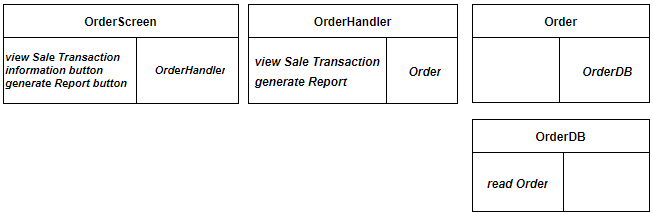 OrderScreen
view Sale Transaction
information button
generate Report button
OrderHandler
OrderHandler
view Sale Transaction
generate Report
Order
Order
OrderDB
OrderDB
read Order